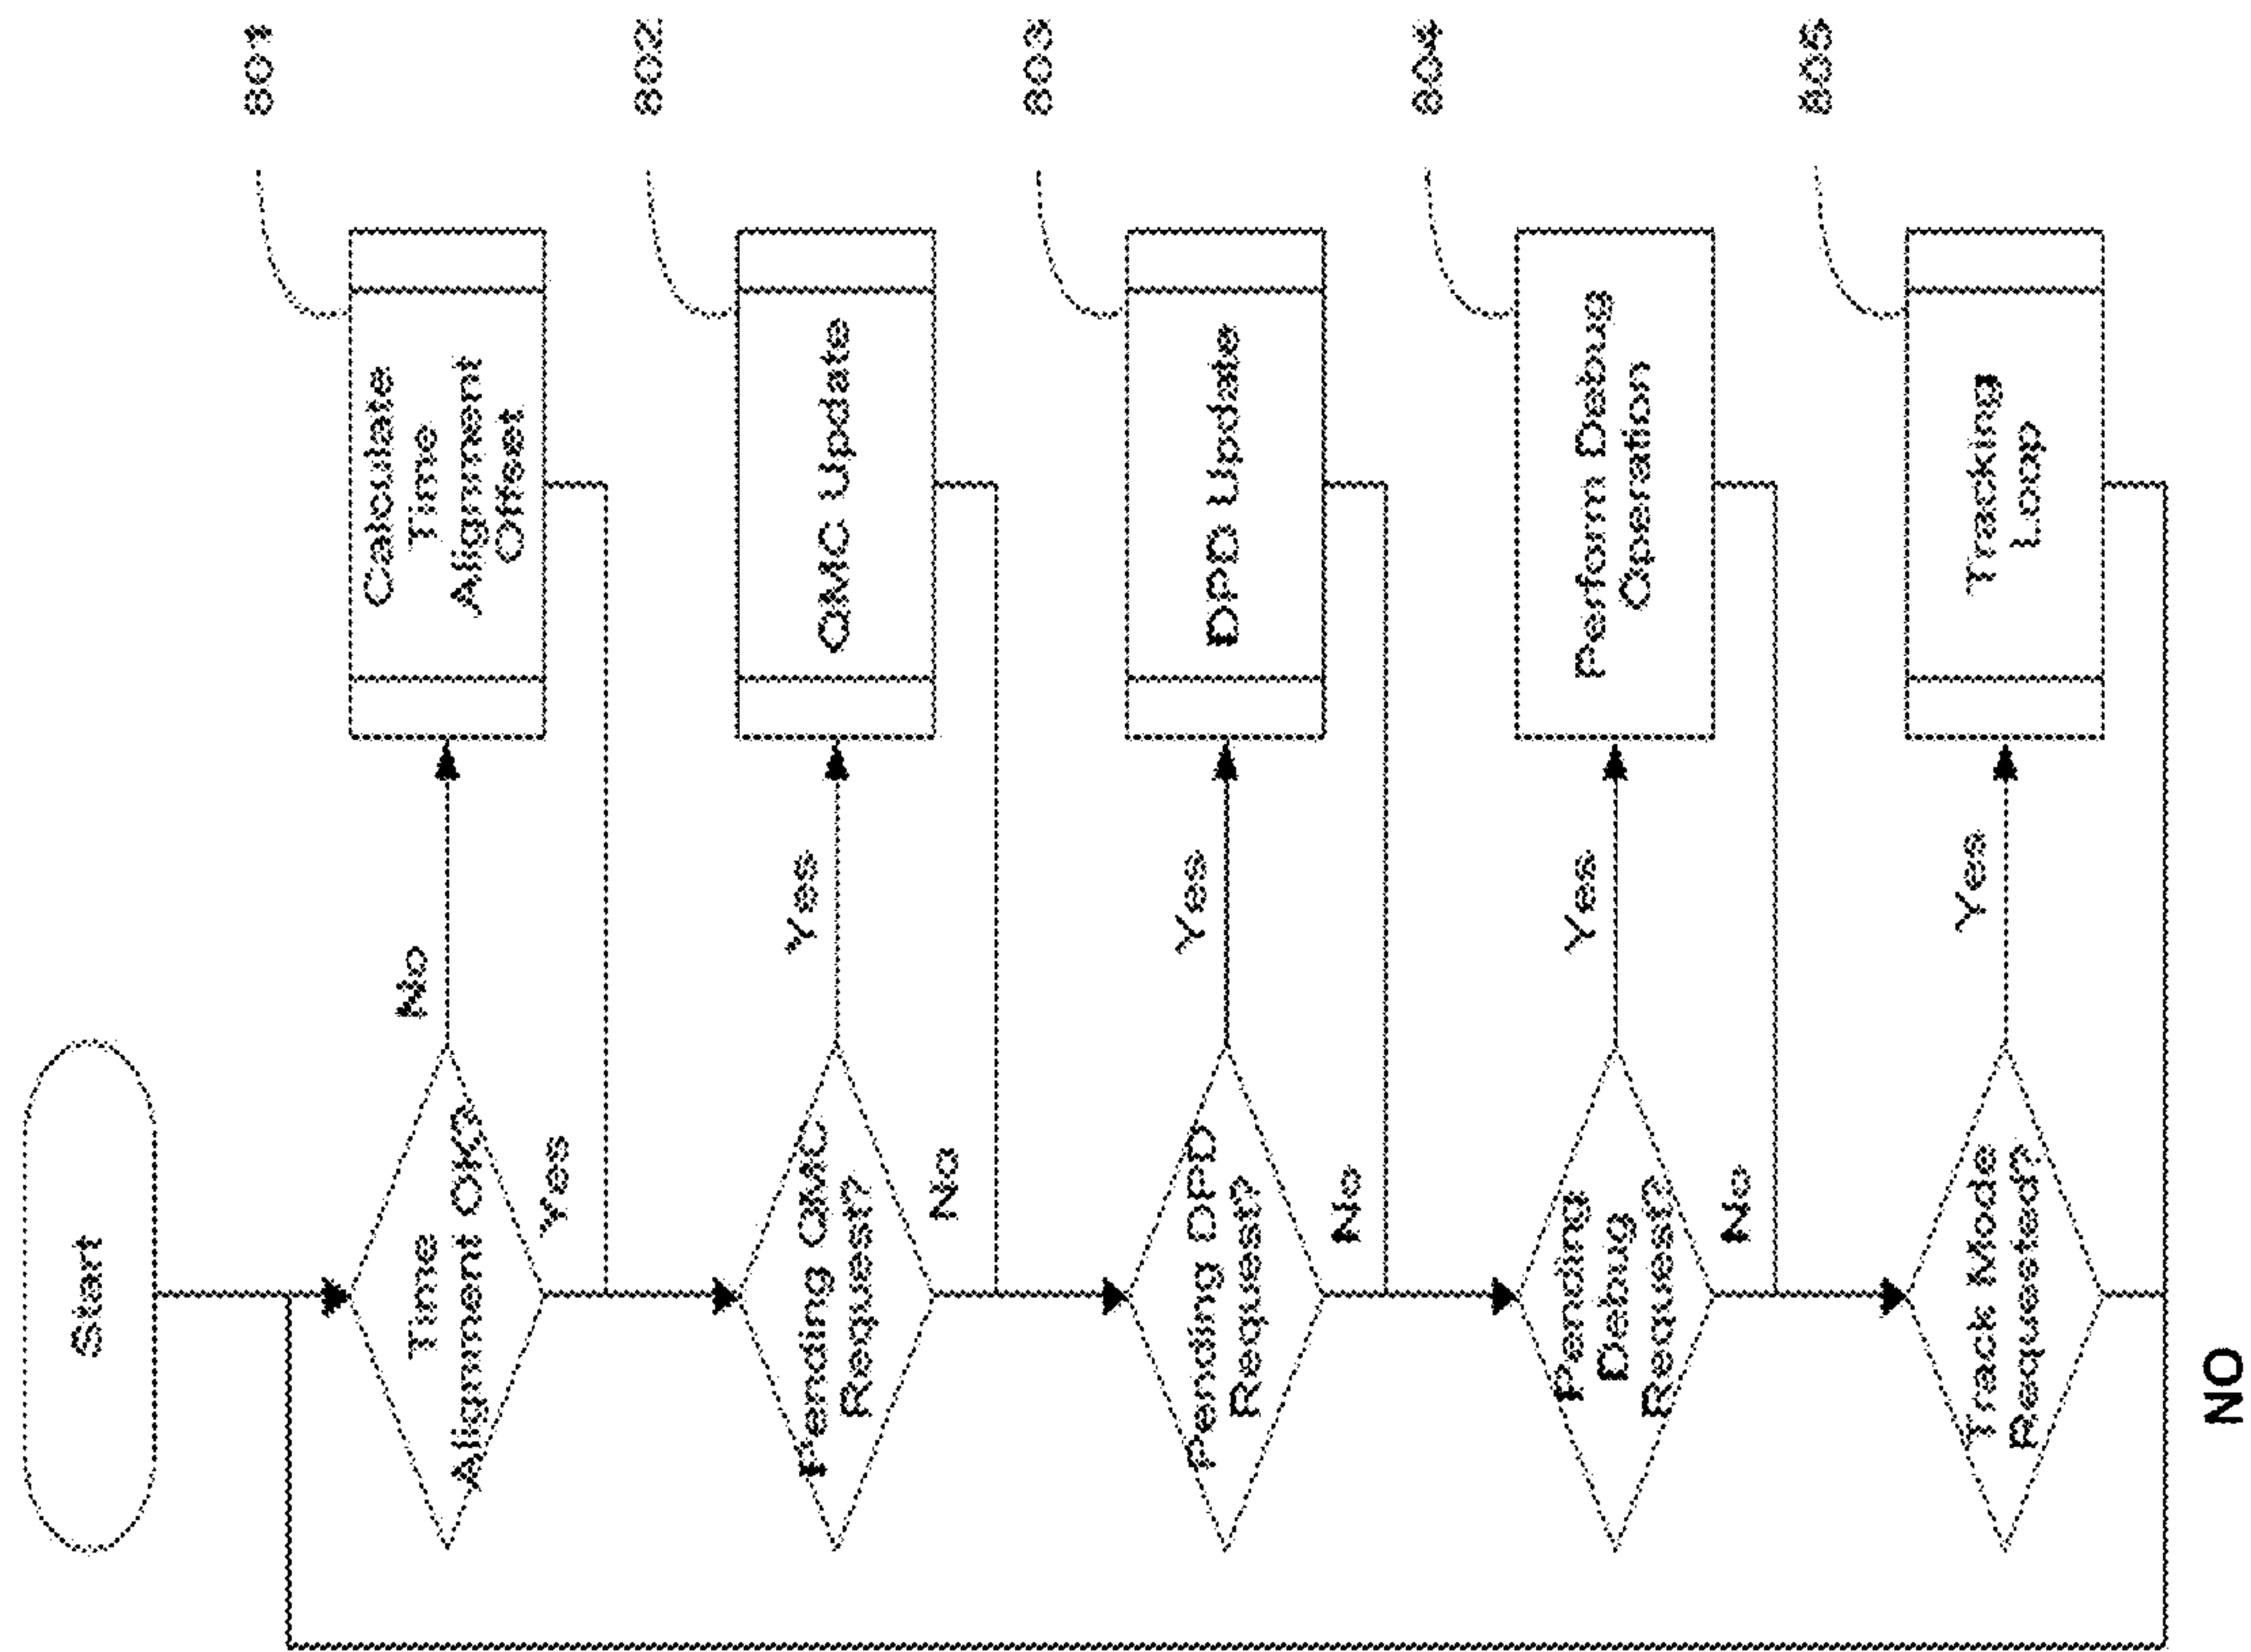 Start
Time
Alignment OK?
No
Yes
Calculate
Time
Alignment
Offset
801
Pending QMC
Request?
Yes
No
QMC Update
802
Pending DPD
Request?
Yes
No
DPD Update
803
Pending
Debug
Request?
Yes
No
Perform Debug
Operation
804
Track Mode
Requested?
Yes
NO
Tracking
Loop
805